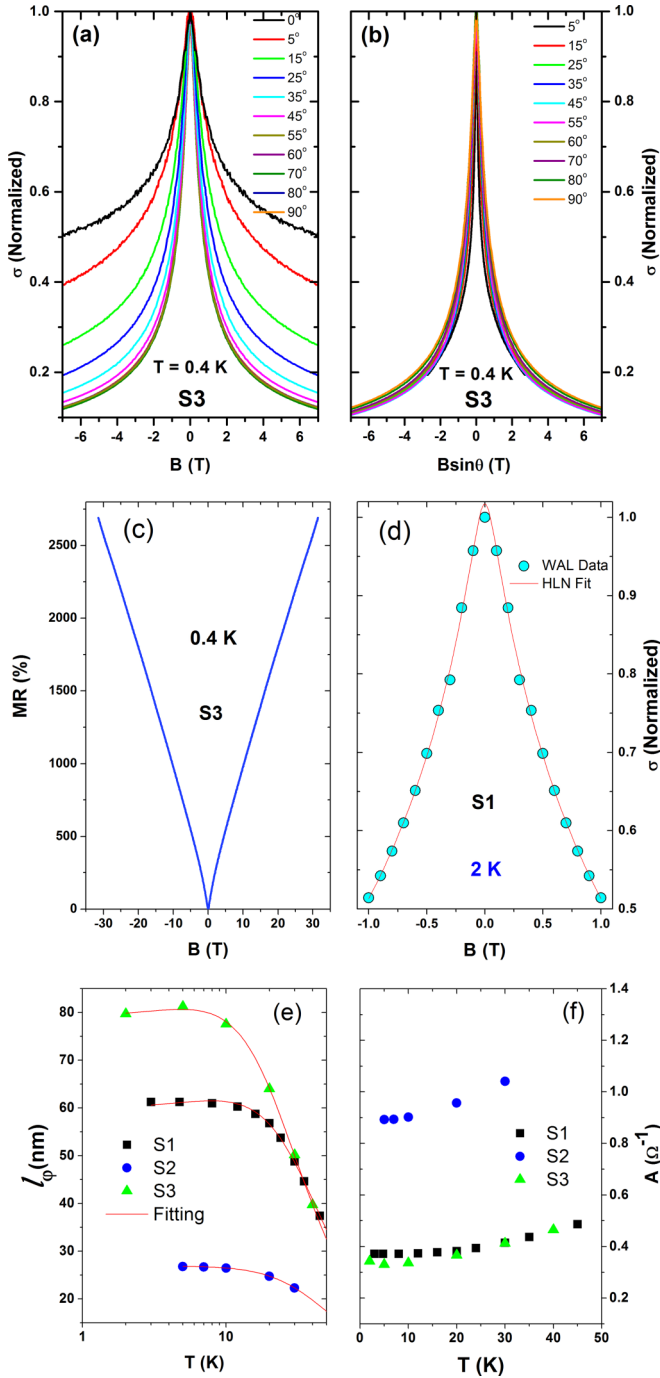 (a)
0°
5°
15°
25°
35°
45°
55°
60°
70°
80°
90°
T = 0.4 K
S3
σ (Normalized)
1.0
0.8
0.6
0.4
0.2
-6 -4 -2 0 2 4 6
B (T)
(b)
5°
15°
25°
35°
45°
55°
60°
70°
80°
90°
T = 0.4 K
S3
1.0
0.8
0.6
0.4
0.2
σ (Normalized)
-6 -4 -2 0 2 4 6
Bsinθ (T)
(c)
0.4 K
S3
MR (%)
2500
2000
1500
1000
500
0
-30 -20 -10 0 10 20 30
B (T)
(d)
WAL Data
HLN Fit
S1
2 K
1.0
0.9
0.8
0.7
0.6
0.5
σ (Normalized)
-1.0 -0.5 0.0 0.5 1.0
B (T)
(e)
S1
S2
S3
Fitting
lφ(nm)
80
70
60
50
40
30
20
1 10
T (K)
(f)
S1
S2
S3
1.4
1.2
1.0
0.8
0.6
0.4
0.2
A (Ω⁻¹)
0 10 20 30 40 50
T (K)